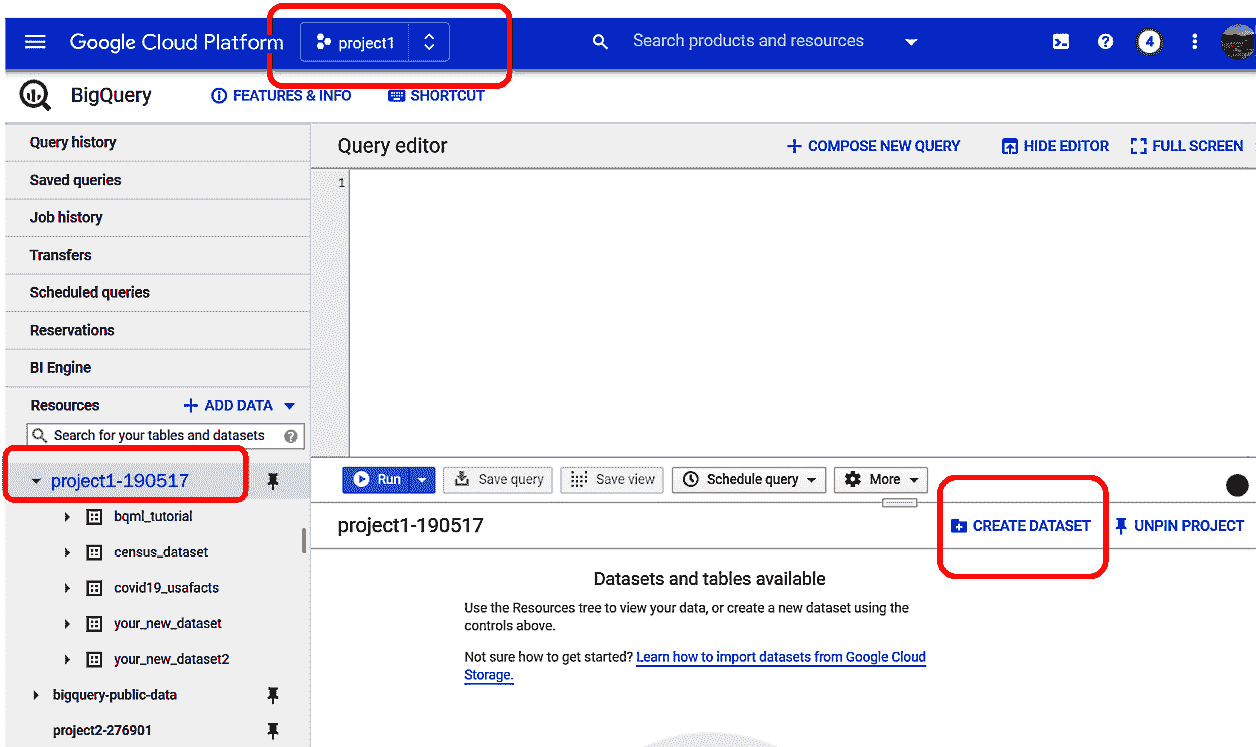 Google Cloud Platform
project1
Search products and resources
4
BigQuery
FEATURES & INFO
SHORTCUT
Query history
Saved queries
Job history
Transfers
Scheduled queries
Reservations
BI Engine
Resources
ADD DATA
Search for your tables and datasets
?
project1-190517
bqml_tutorial
census_dataset
covid19_usafacts
your_new_dataset
your_new_dataset2
bigquery-public-data
project2-276901
Query editor
COMPOSE NEW QUERY
HIDE EDITOR
FULL SCREEN
1
Run
Save query
Save view
Schedule query
More
project1-190517
CREATE DATASET
UNPIN PROJECT
Datasets and tables available
Use the Resources tree to view your data, or create a new dataset using the
controls above.
Not sure how to get started? Learn how to import datasets from Google Cloud
Storage.